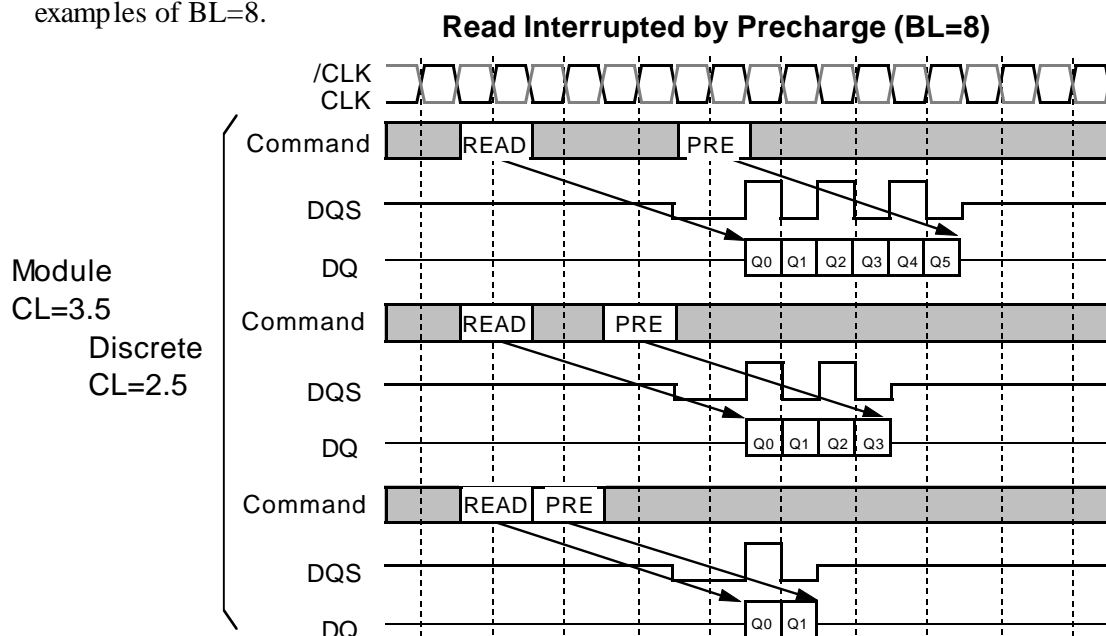 examples of BL=8.
Read Interrupted by Precharge (BL=8)
/CLK
CLK
Command READ PRE
DQS
DQ Q0 Q1 Q2 Q3 Q4 Q5
Module
CL=3.5
Discrete
CL=2.5
Command READ PRE
DQS
DQ Q0 Q1 Q2 Q3
Command READ PRE
DQS
DQ Q0 Q1